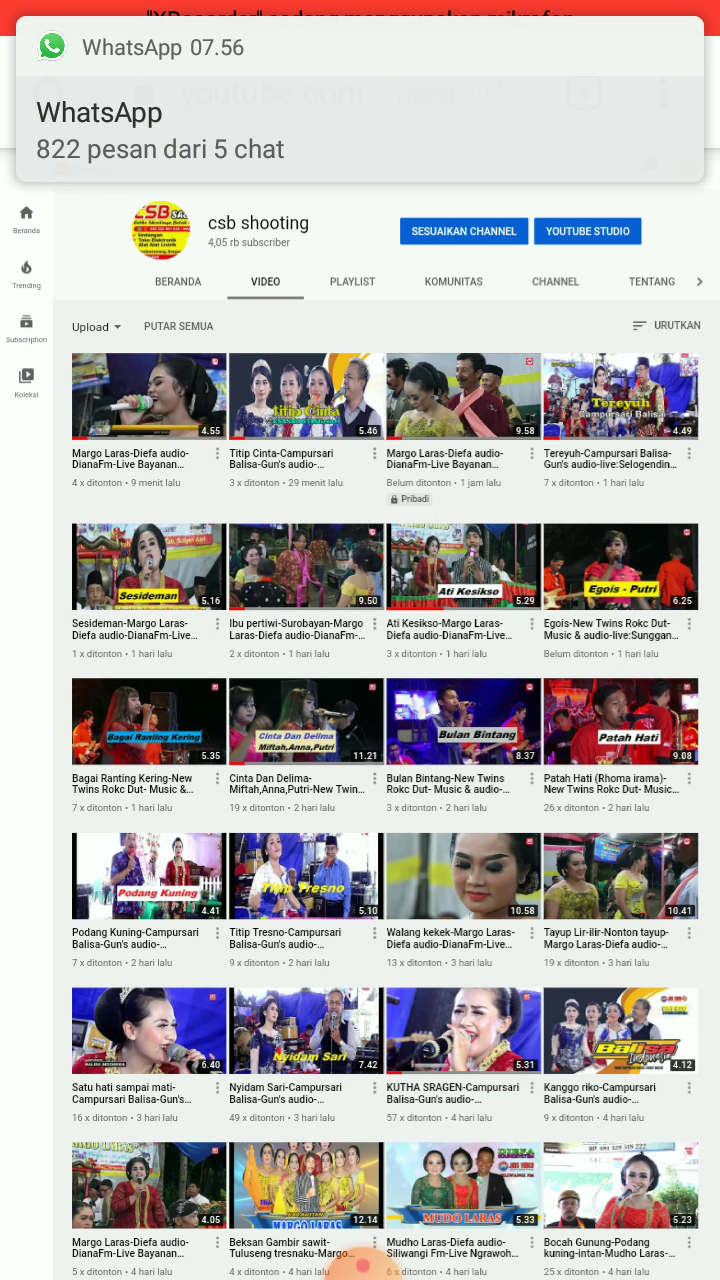 WhatsApp 07.56
WhatsApp
822 pesan dari 5 chat
csb shooting
4,05 rb subscriber
SESUAIKAN CHANNEL
YOUTUBE STUDIO
Beranda
Trending
Subscription
Koleksi
BERANDA VIDEO PLAYLIST KOMUNITAS CHANNEL TENTANG
Upload PUTAR SEMUA URUTKAN
4.55
Margo Laras-Diefa audio-
DianaFm-Live Bayanan...
4 x ditonton • 9 menit lalu
Titip Cinta
5.46
Titip Cinta-Campursari
Balisa-Gun's audio-...
3 x ditonton • 29 menit lalu
9.58
Margo Laras-Diefa audio-
DianaFm-Live Bayanan...
Belum ditonton • 1 jam lalu
Pribadi
Tereyuh
Campursari Balisa
4.49
Tereyuh-Campursari Balisa-
Gun's audio-live:Selogendin...
7 x ditonton • 1 hari lalu
Sesideman
5.16
Sesideman-Margo Laras-
Diefa audio-DianaFm-Live...
1 x ditonton • 1 hari lalu
9.50
Ibu pertiwi-Surobayan-Margo
Laras-Diefa audio-DianaFm-...
2 x ditonton • 1 hari lalu
Ati Kesikso
5.29
Ati Kesikso-Margo Laras-
Diefa audio-DianaFm-Live...
3 x ditonton • 1 hari lalu
Egois - Putri
6.25
Egois-New Twins Rokc Dut-
Music & audio-live:Sunggan...
Belum ditonton • 1 hari lalu
Bagai Ranting Kering
5.35
Bagai Ranting Kering-New
Twins Rokc Dut- Music &...
7 x ditonton • 1 hari lalu
Cinta Dan Delima
Miftah,Anna,Putri
11.21
Cinta Dan Delima-
Miftah,Anna,Putri-New Twin...
19 x ditonton • 2 hari lalu
Bulan Bintang
8.37
Bulan Bintang-New Twins
Rokc Dut- Music & audio-...
3 x ditonton • 2 hari lalu
Patah Hati
9.08
Patah Hati (Rhoma irama)-
New Twins Rokc Dut- Music...
26 x ditonton • 2 hari lalu
Podang Kuning
4.41
Podang Kuning-Campursari
Balisa-Gun's audio-...
7 x ditonton • 2 hari lalu
Titip Tresno
5.10
Titip Tresno-Campursari
Balisa-Gun's audio-...
9 x ditonton • 2 hari lalu
10.58
Walang kekek-Margo Laras-
Diefa audio-DianaFm-Live...
13 x ditonton • 3 hari lalu
10.41
Tayup Lir-ilir-Nonton tayup-
Margo Laras-Diefa audio-...
19 x ditonton • 3 hari lalu
6.40
Satu hati sampai mati-
Campursari Balisa-Gun's...
16 x ditonton • 3 hari lalu
Nyidam Sari
7.42
Nyidam Sari-Campursari
Balisa-Gun's audio-...
49 x ditonton • 3 hari lalu
5.31
KUTHA SRAGEN-Campursari
Balisa-Gun's audio-...
57 x ditonton • 4 hari lalu
Balisa
Indonesia
4.12
Kanggo riko-Campursari
Balisa-Gun's audio-...
9 x ditonton • 4 hari lalu
4.05
Margo Laras-Diefa audio-
DianaFm-Live Bayanan...
5 x ditonton • 4 hari lalu
MARGO LARAS
12.14
Beksan Gambir sawit-
Tuluseng tresnaku-Margo...
4 x ditonton • 4 hari lalu
MUDO LARAS
5.33
Mudho Laras-Diefa audio-
Siliwangi Fm-Live Ngrawoh...
6 x ditonton • 4 hari lalu
5.23
Bocah Gunung-Podang
kuning-intan-Mudho Laras-...
25 x ditonton • 4 hari lalu